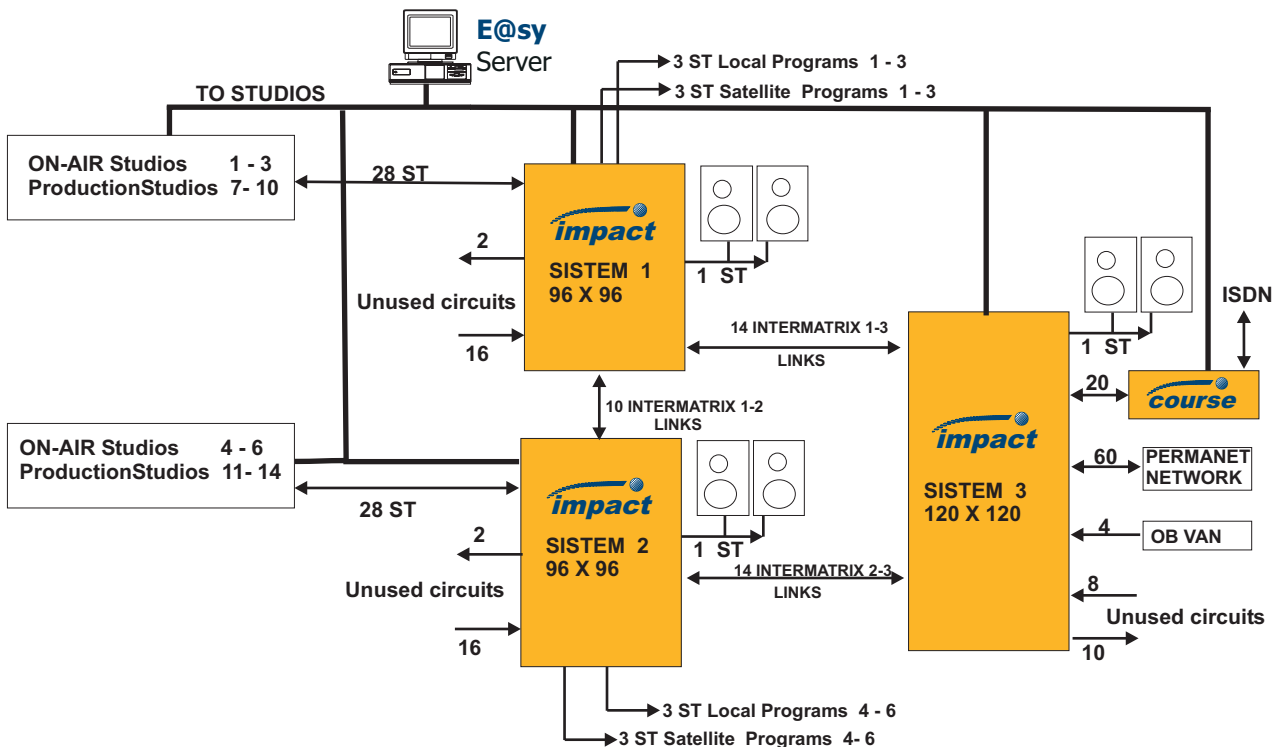 E@sy
Server
3 ST Local Programs 1 - 3
3 ST Satellite Programs 1 - 3
TO STUDIOS
ON-AIR Studios 1 - 3
ProductionStudios 7- 10
28 ST
impact
SISTEM 1
96 X 96
2
Unused circuits
16
1 ST
14 INTERMATRIX 1-3
LINKS
10 INTERMATRIX 1-2
LINKS
ON-AIR Studios 4 - 6
ProductionStudios 11- 14
28 ST
impact
SISTEM 2
96 X 96
2
Unused circuits
16
1 ST
14 INTERMATRIX 2-3
LINKS
3 ST Local Programs 4 - 6
3 ST Satellite Programs 4- 6
impact
SISTEM 3
120 X 120
1 ST
ISDN
20
course
60
PERMANET
NETWORK
4
OB VAN
8
Unused circuits
10